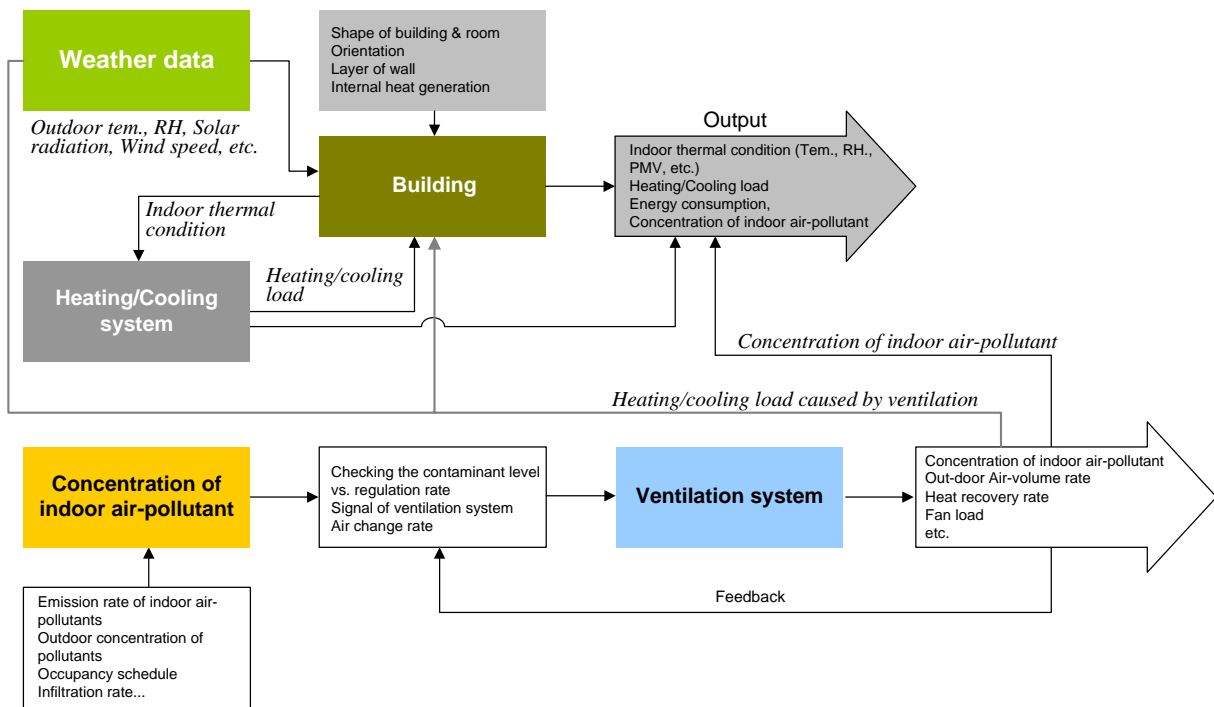 Weather data
Shape of building & room
Orientation
Layer of wall
Internal heat generation
Outdoor tem., RH, Solar
radiation, Wind speed, etc.
Output
Building
Indoor thermal condition (Tem., RH.,
PMV, etc.)
Heating/Cooling load
Energy consumption,
Concentration of indoor air-pollutant
Indoor thermal
condition
Heating/Cooling
system
Heating/cooling
load
Concentration of indoor air-pollutant
Heating/cooling load caused by ventilation
Concentration of
indoor air-pollutant
Checking the contaminant level
vs. regulation rate
Signal of ventilation system
Air change rate
Ventilation system
Concentration of indoor air-pollutant
Out-door Air-volume rate
Heat recovery rate
Fan load
etc.
Feedback
Emission rate of indoor air-
pollutants
Outdoor concentration of
pollutants
Occupancy schedule
Infiltration rate...